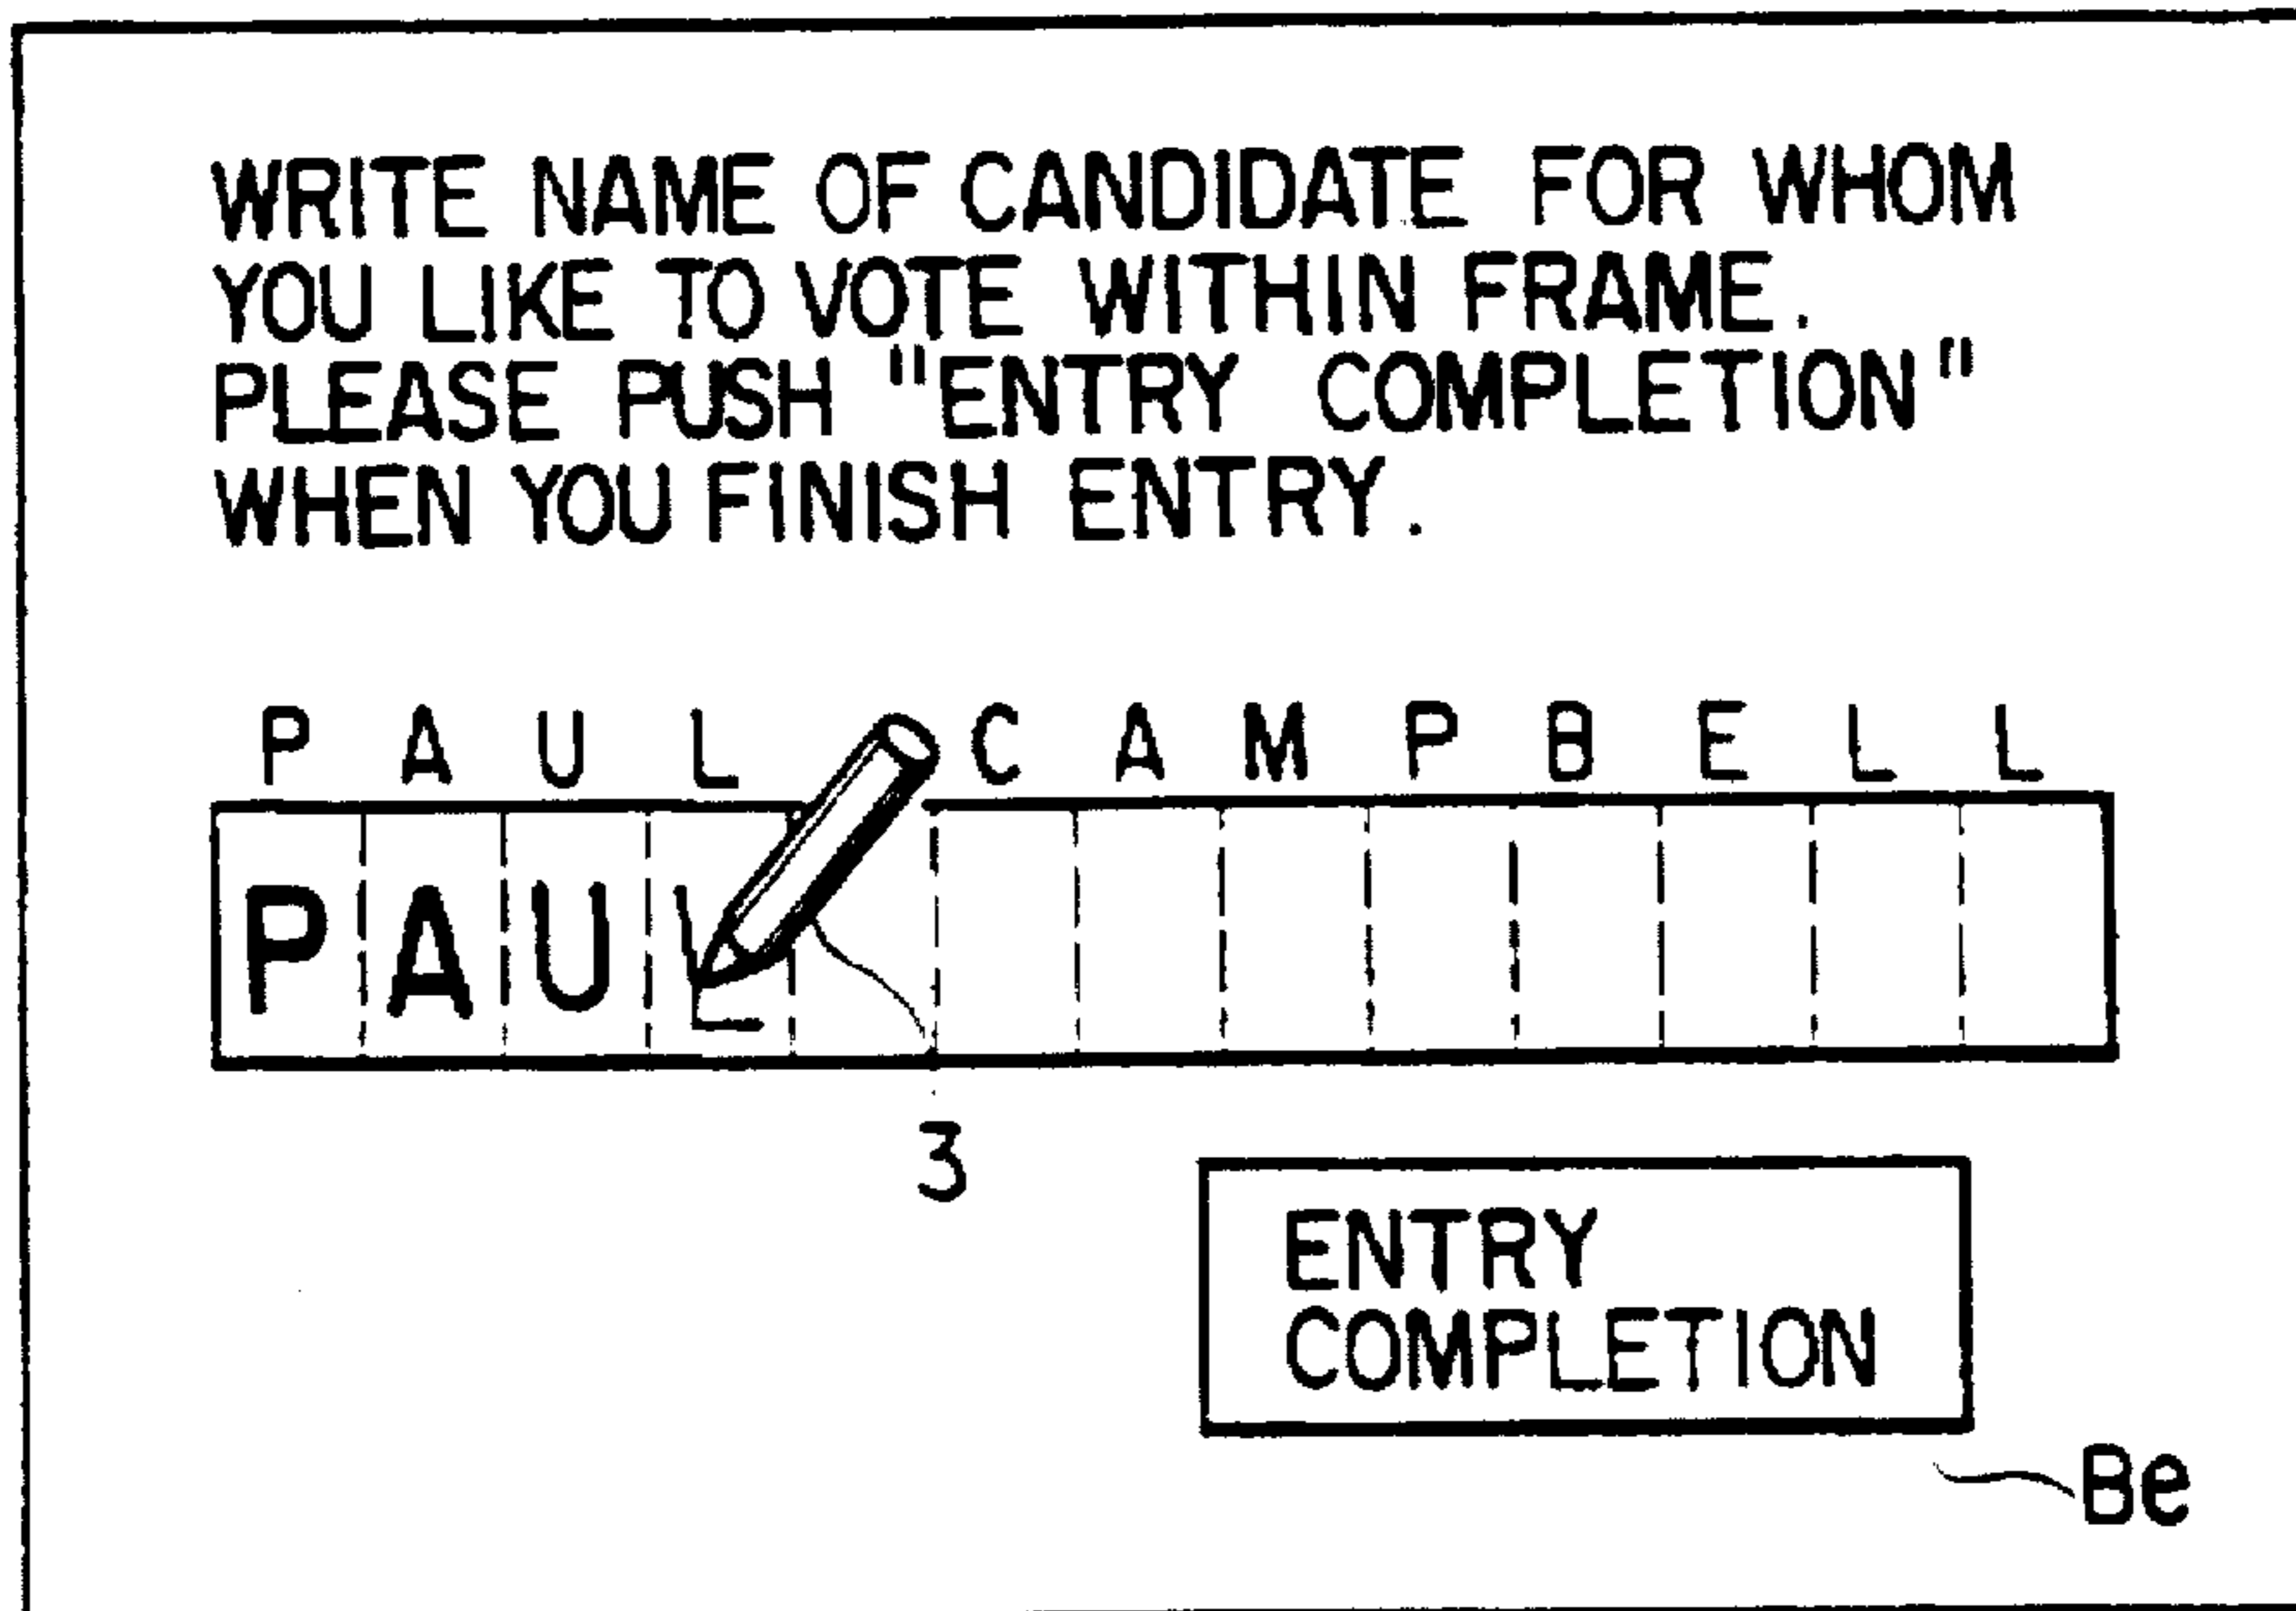 WRITE NAME OF CANDIDATE FOR WHOM
YOU LIKE TO VOTE WITHIN FRAME.
PLEASE PUSH "ENTRY COMPLETION"
WHEN YOU FINISH ENTRY.
P A U L C A M P B E L L
P A U L
3
ENTRY
COMPLETION
Be